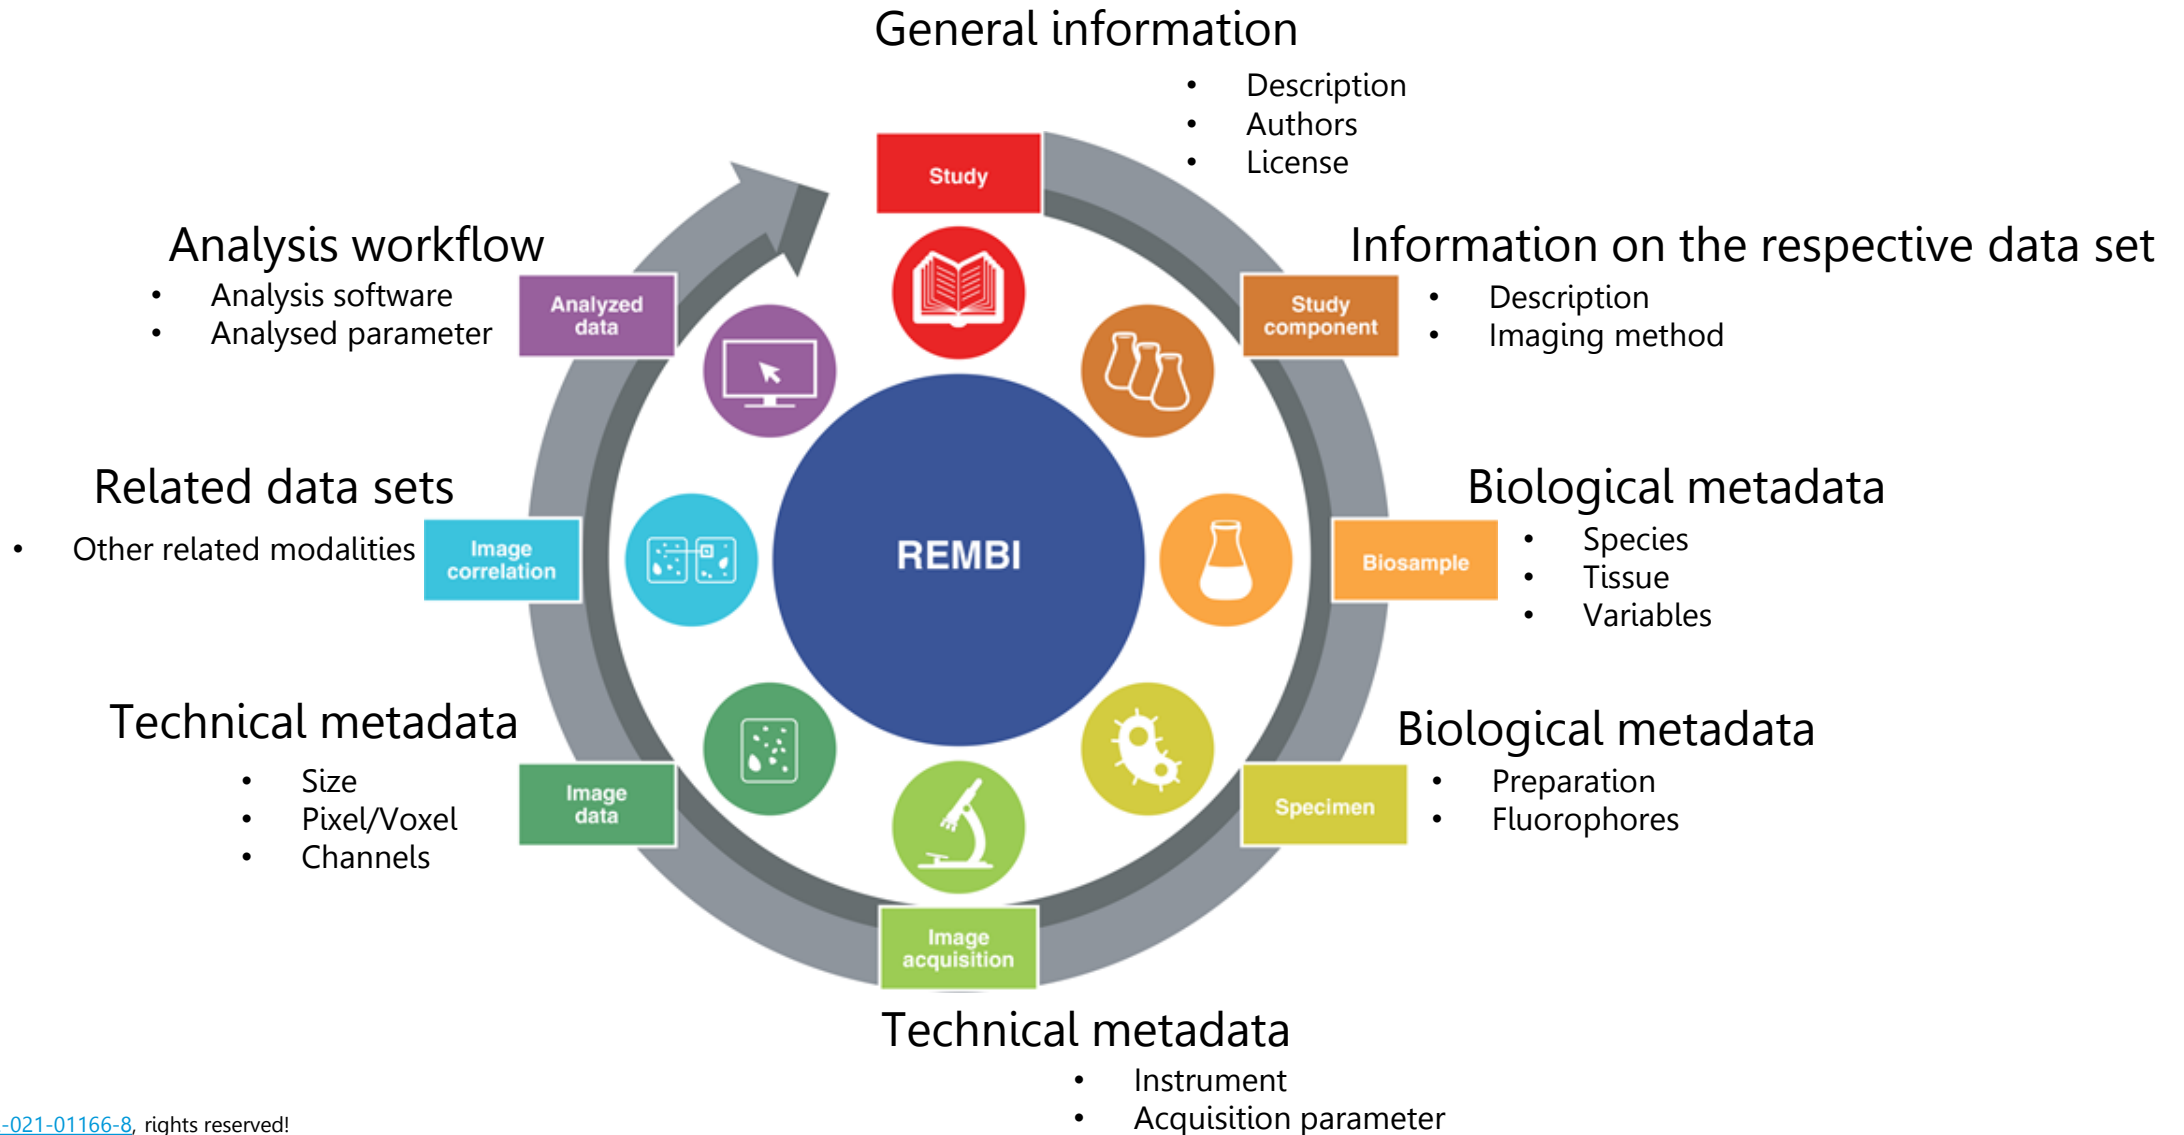 General information
• Description
• Authors
• License
Study
Information on the respective data set
Study
component
• Description
• Imaging method
Biological metadata
Biosample
• Species
• Tissue
• Variables
Biological metadata
Specimen
• Preparation
• Fluorophores
Image
acquisition
Technical metadata
• Instrument
• Acquisition parameter
Technical metadata
• Size
• Pixel/Voxel
• Channels
Image
data
Related data sets
• Other related modalities
Image
correlation
Analysis workflow
• Analysis software
• Analysed parameter
Analyzed
data
REMBI
-021-01166-8, rights reserved!